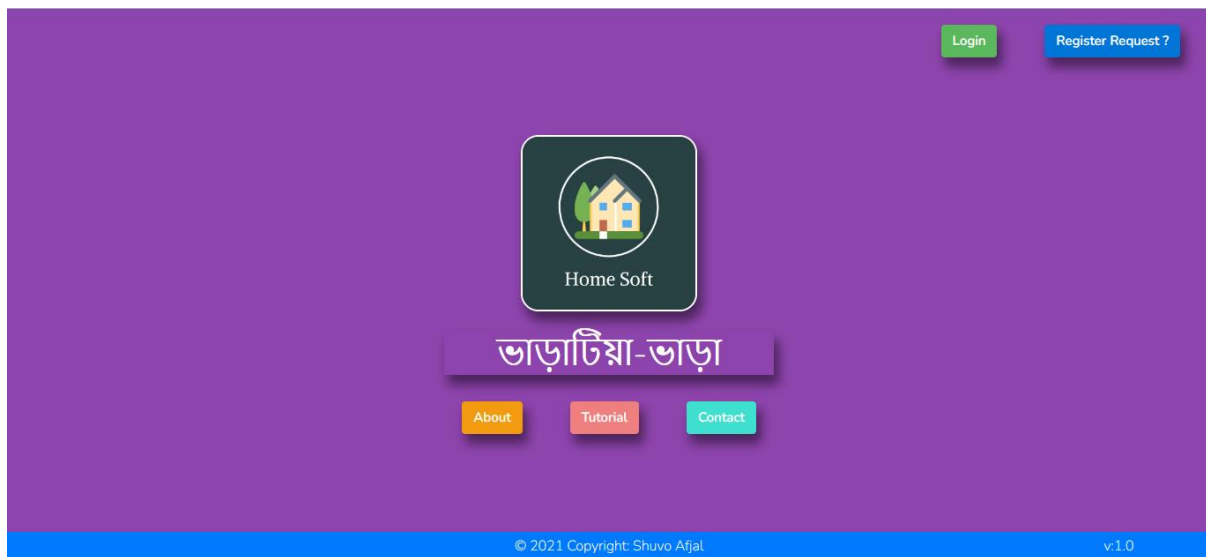 Login Register Request ?
Home Soft
ভাড়াটিয়া-ভাড়া
About Tutorial Contact
© 2021 Copyright: Shuvo Afjal v:1.0